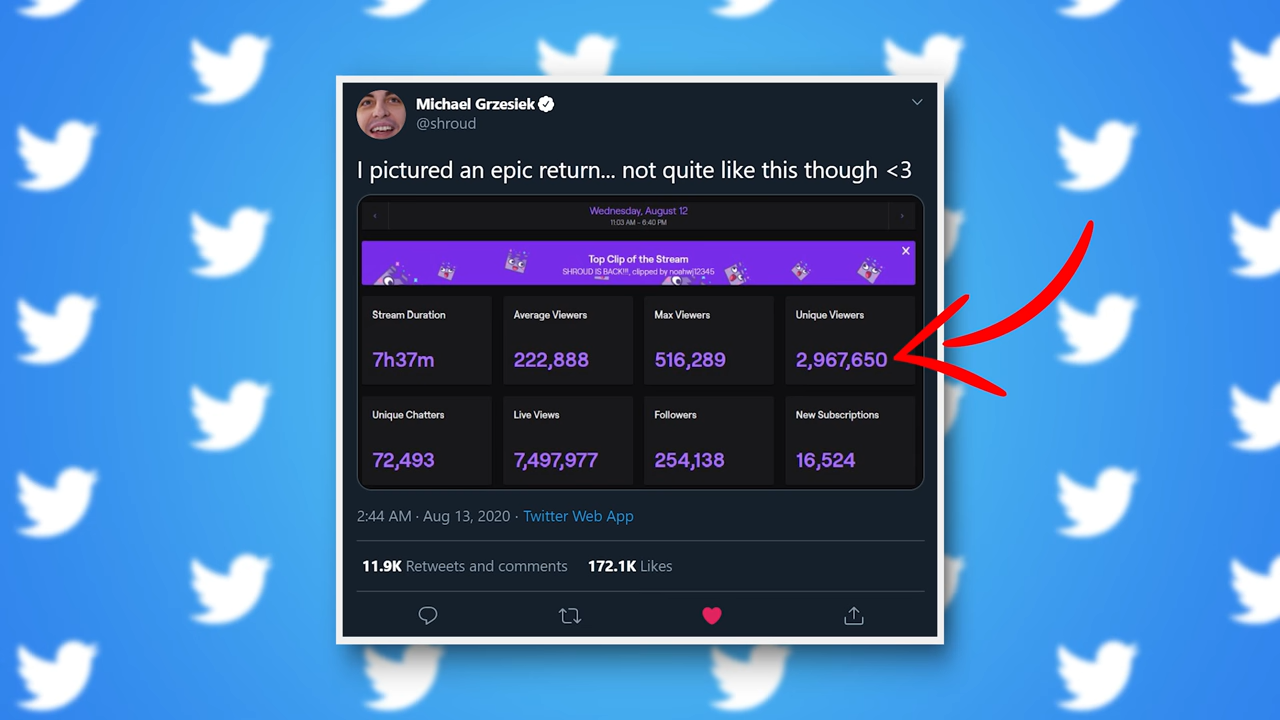 Michael Grzesiek
@shroud
I pictured an epic return... not quite like this though <3
Wednesday, August 12
11:03 AM - 6:40 PM
Top Clip of the Stream
SHROUD IS BACK!!!, clipped by noahwj12345
Stream Duration
7h37m
Average Viewers
222,888
Max Viewers
516,289
Unique Viewers
2,967,650
Unique Chatters
72,493
Live Views
7,497,977
Followers
254,138
New Subscriptions
16,524
2:44 AM · Aug 13, 2020 · Twitter Web App
11.9K Retweets and comments 172.1K Likes